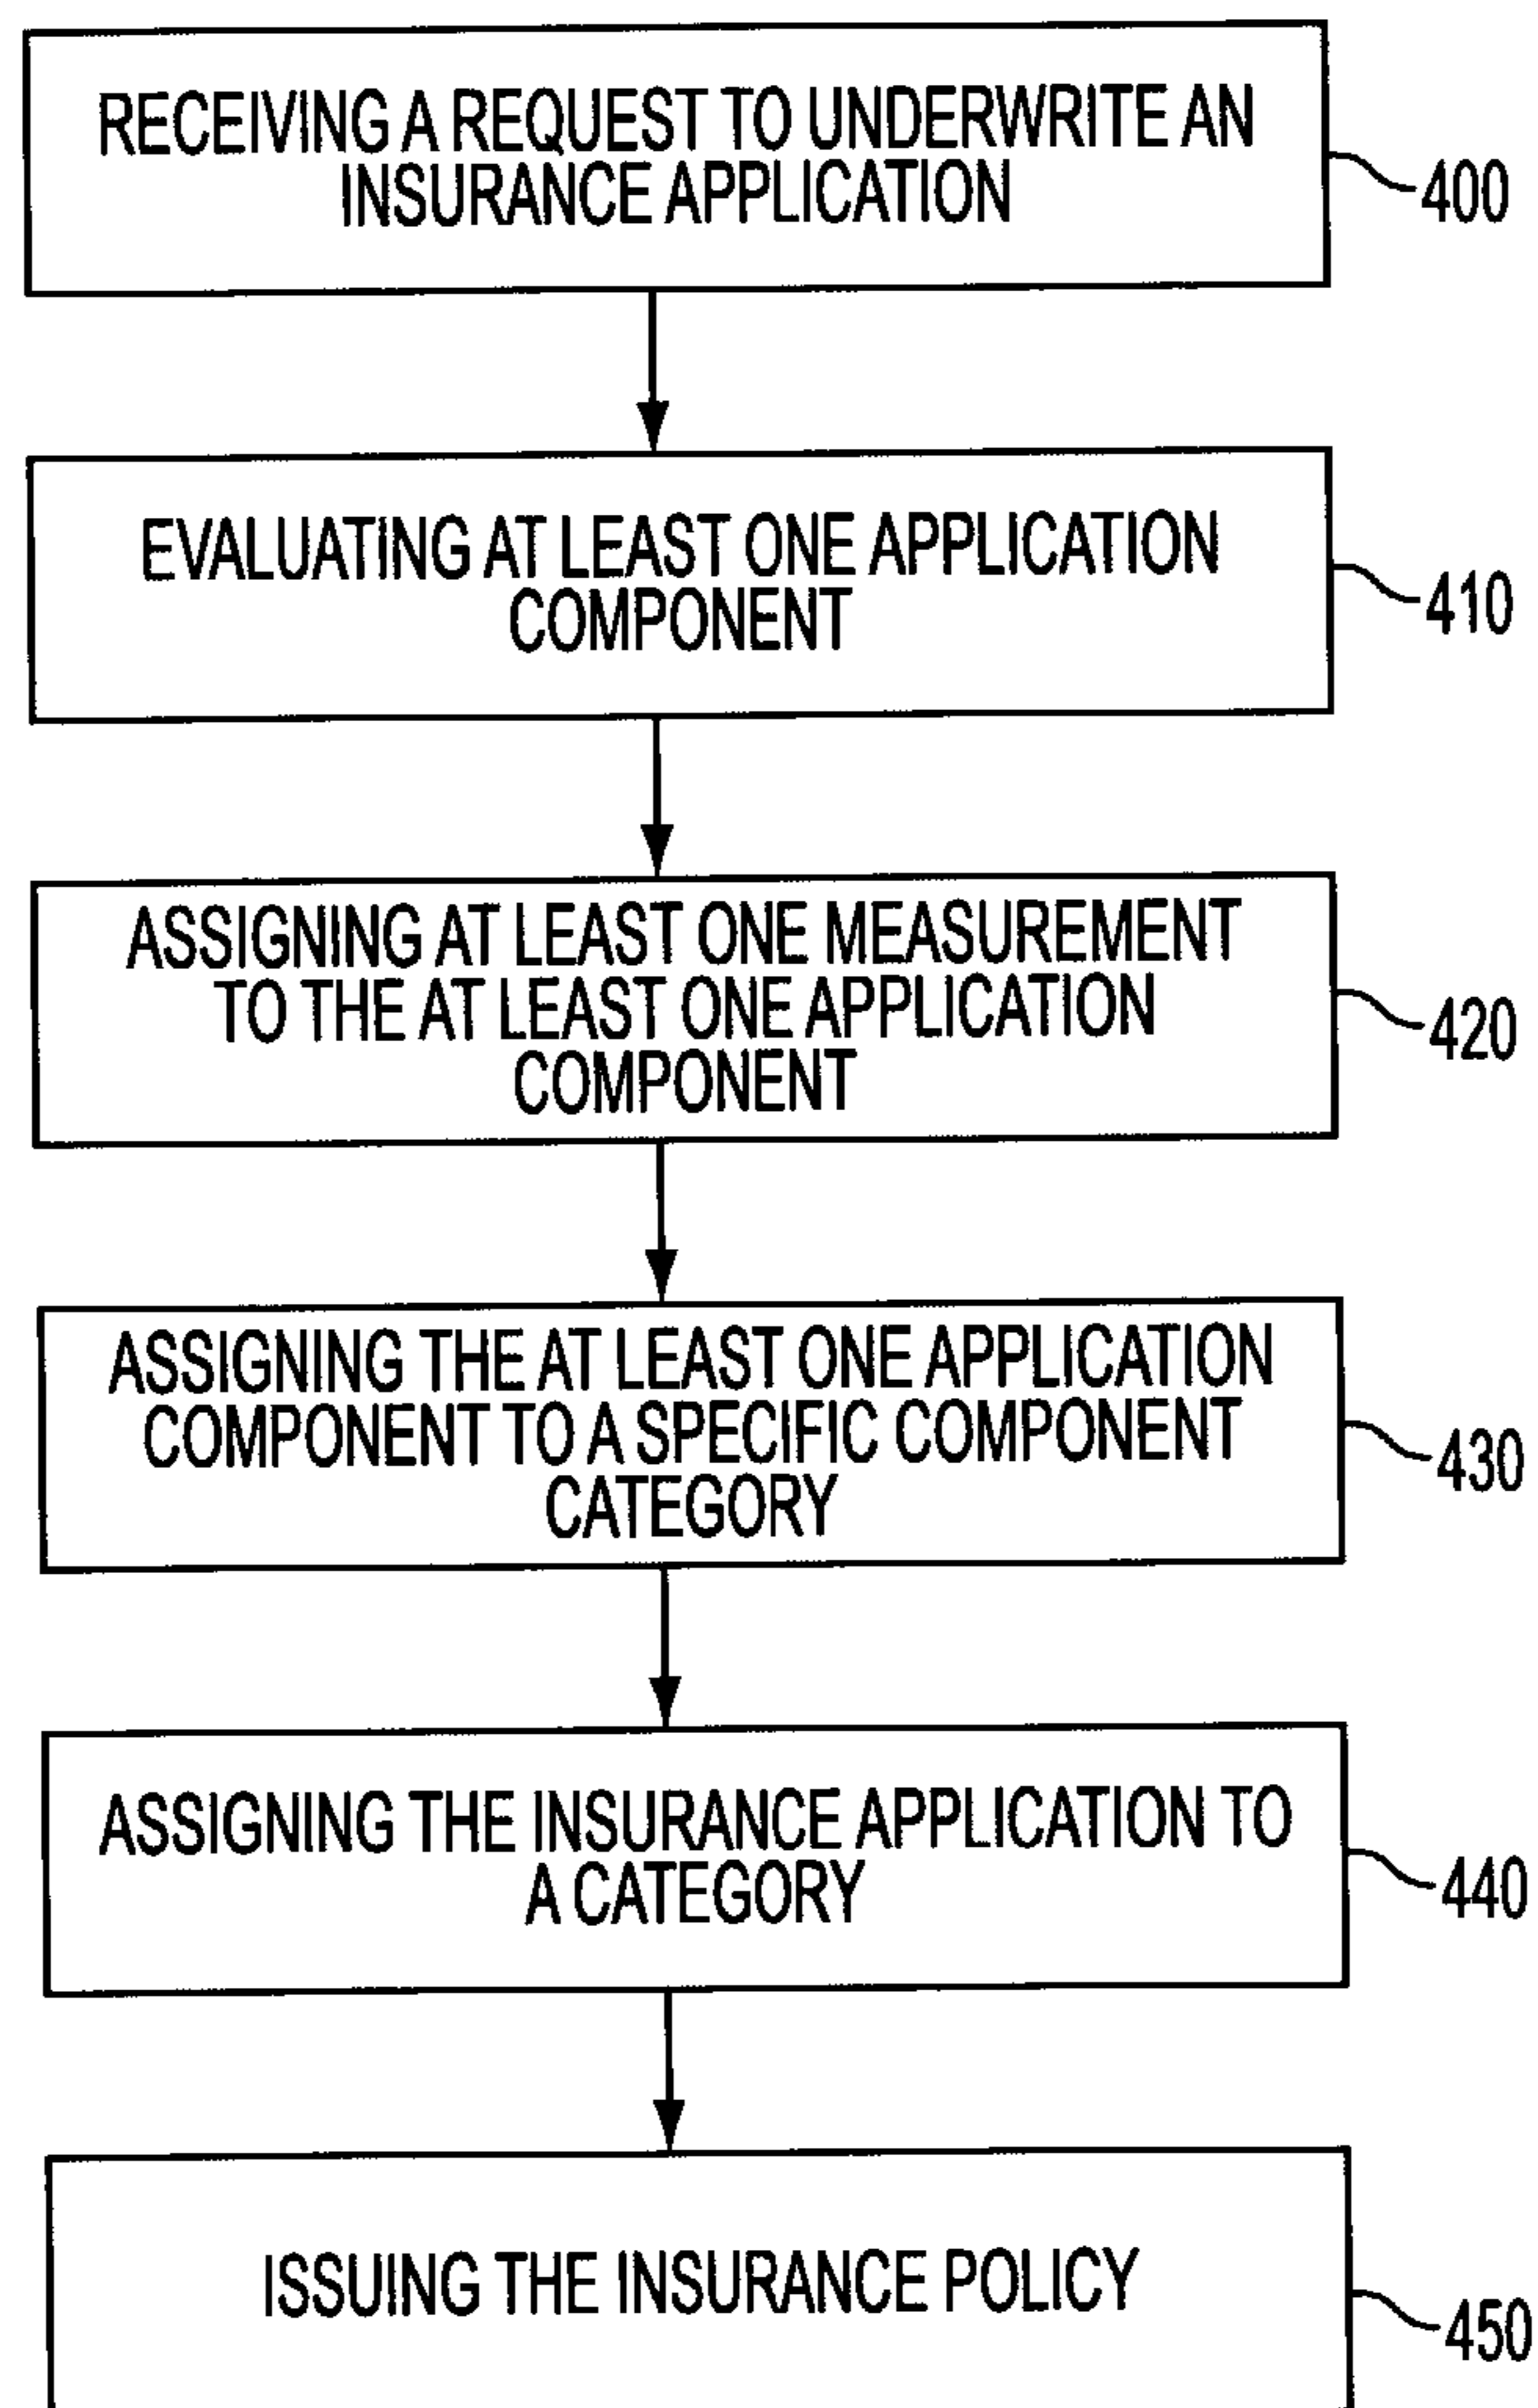 RECEIVING A REQUEST TO UNDERWRITE AN
INSURANCE APPLICATION
400
EVALUATING AT LEAST ONE APPLICATION
COMPONENT
410
ASSIGNING AT LEAST ONE MEASUREMENT
TO THE AT LEAST ONE APPLICATION
COMPONENT
420
ASSIGNING THE AT LEAST ONE APPLICATION
COMPONENT TO A SPECIFIC COMPONENT
CATEGORY
430
ASSIGNING THE INSURANCE APPLICATION TO
A CATEGORY
440
ISSUING THE INSURANCE POLICY
450